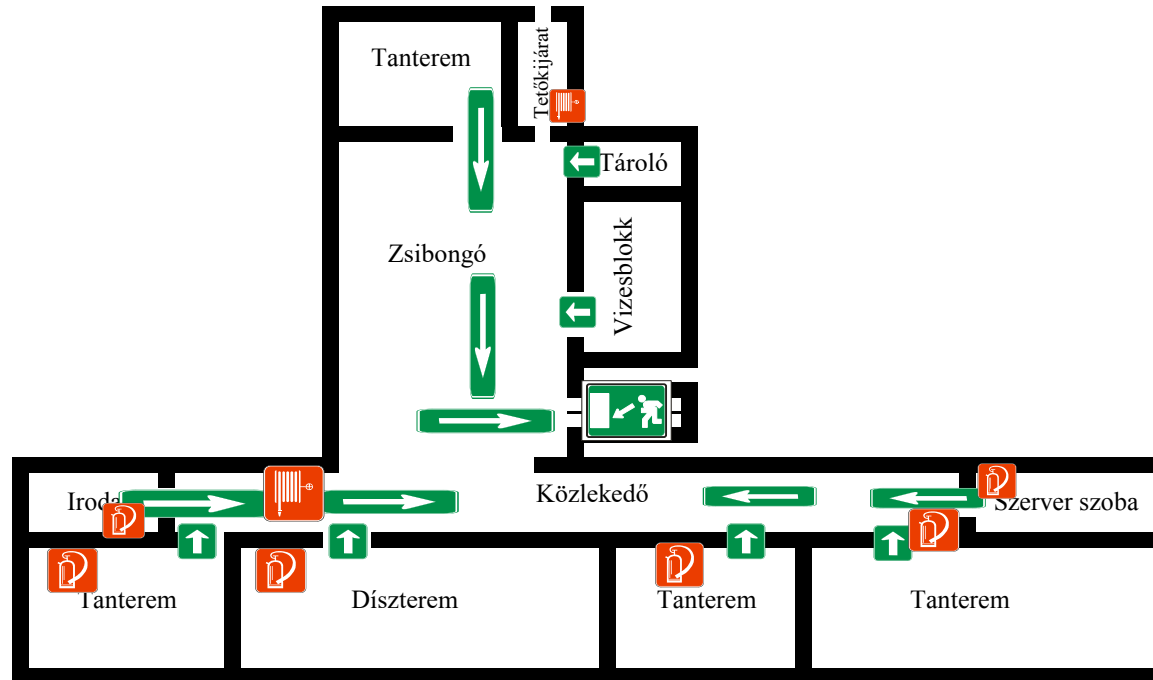 Tanterem
Tetőkijárat
Tároló
Zsibongó
Vizesblokk
Iroda
Közlekedő
Szerver szoba
Tanterem
Díszterem
Tanterem
Tanterem